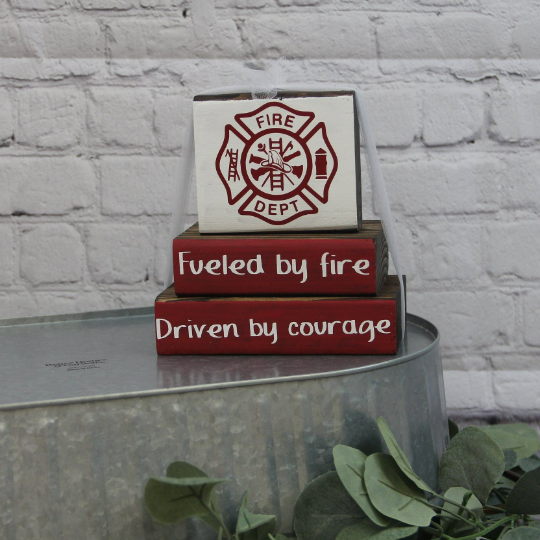 FIRE
DEPT
Fueled by fire
Driven by courage